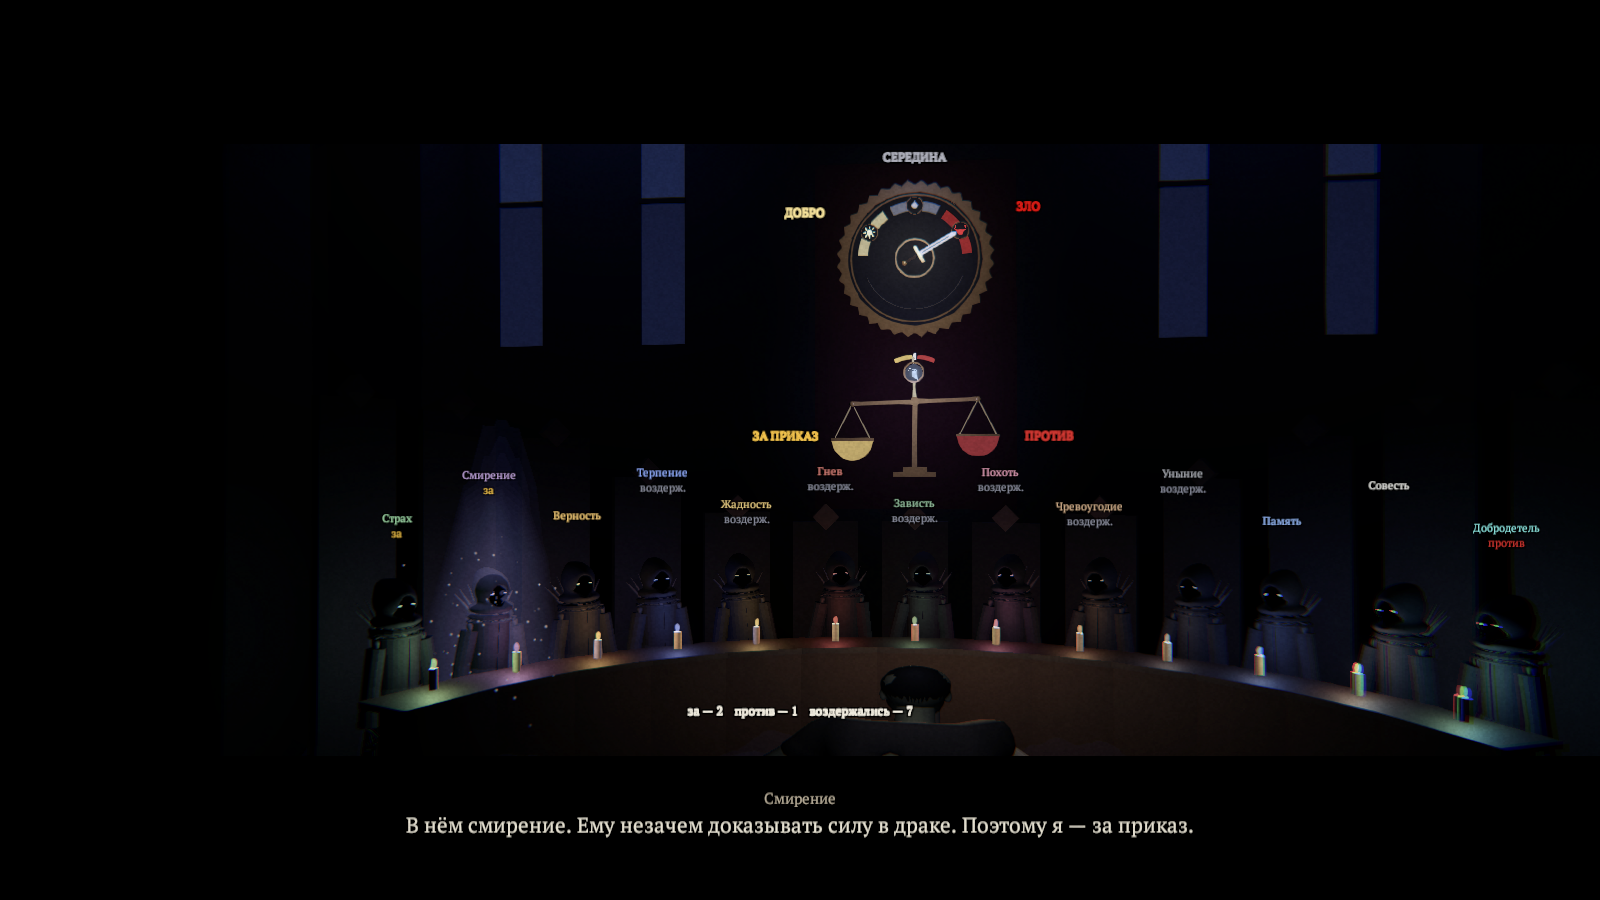 СЕРЕДИНА
ДОБРО
ЗЛО
ЗА ПРИКАЗ
ПРОТИВ
Страх
за
Смирение
за
Верность
Терпение
воздерж.
Жадность
воздерж.
Гнев
воздерж.
Зависть
воздерж.
Похоть
воздерж.
Чревоугодие
воздерж.
Уныние
воздерж.
Память
Совесть
Добродетель
против
за — 2 против — 1 воздержались — 7
Смирение
В нём смирение. Ему незачем доказывать силу в драке. Поэтому я — за приказ.